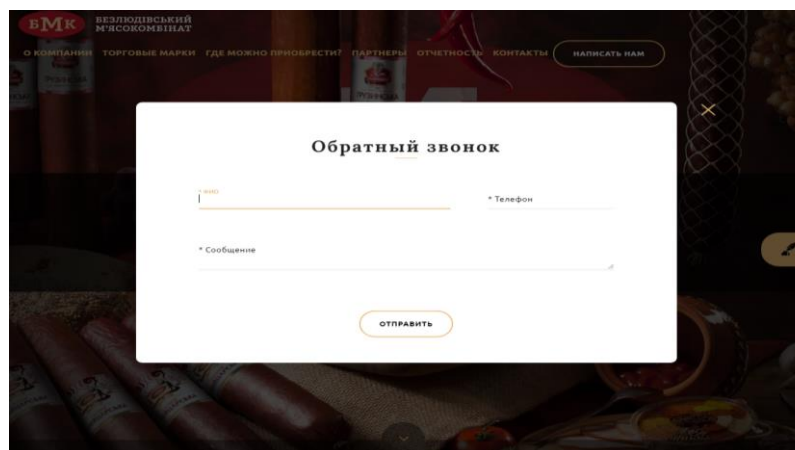 БМК
БЕЗЛЮДІВСЬКИЙ
М'ЯСОКОМБІНАТ
О КОМПАНИИ ТОРГОВЫЕ МАРКИ ГДЕ МОЖНО ПРИОБРЕСТИ? ПАРТНЕРЫ ОТЧЕТНОСТЬ КОНТАКТЫ НАПИСАТЬ НАМ
Обратный звонок
* ФИО
* Телефон
* Сообщение
ОТПРАВИТЬ